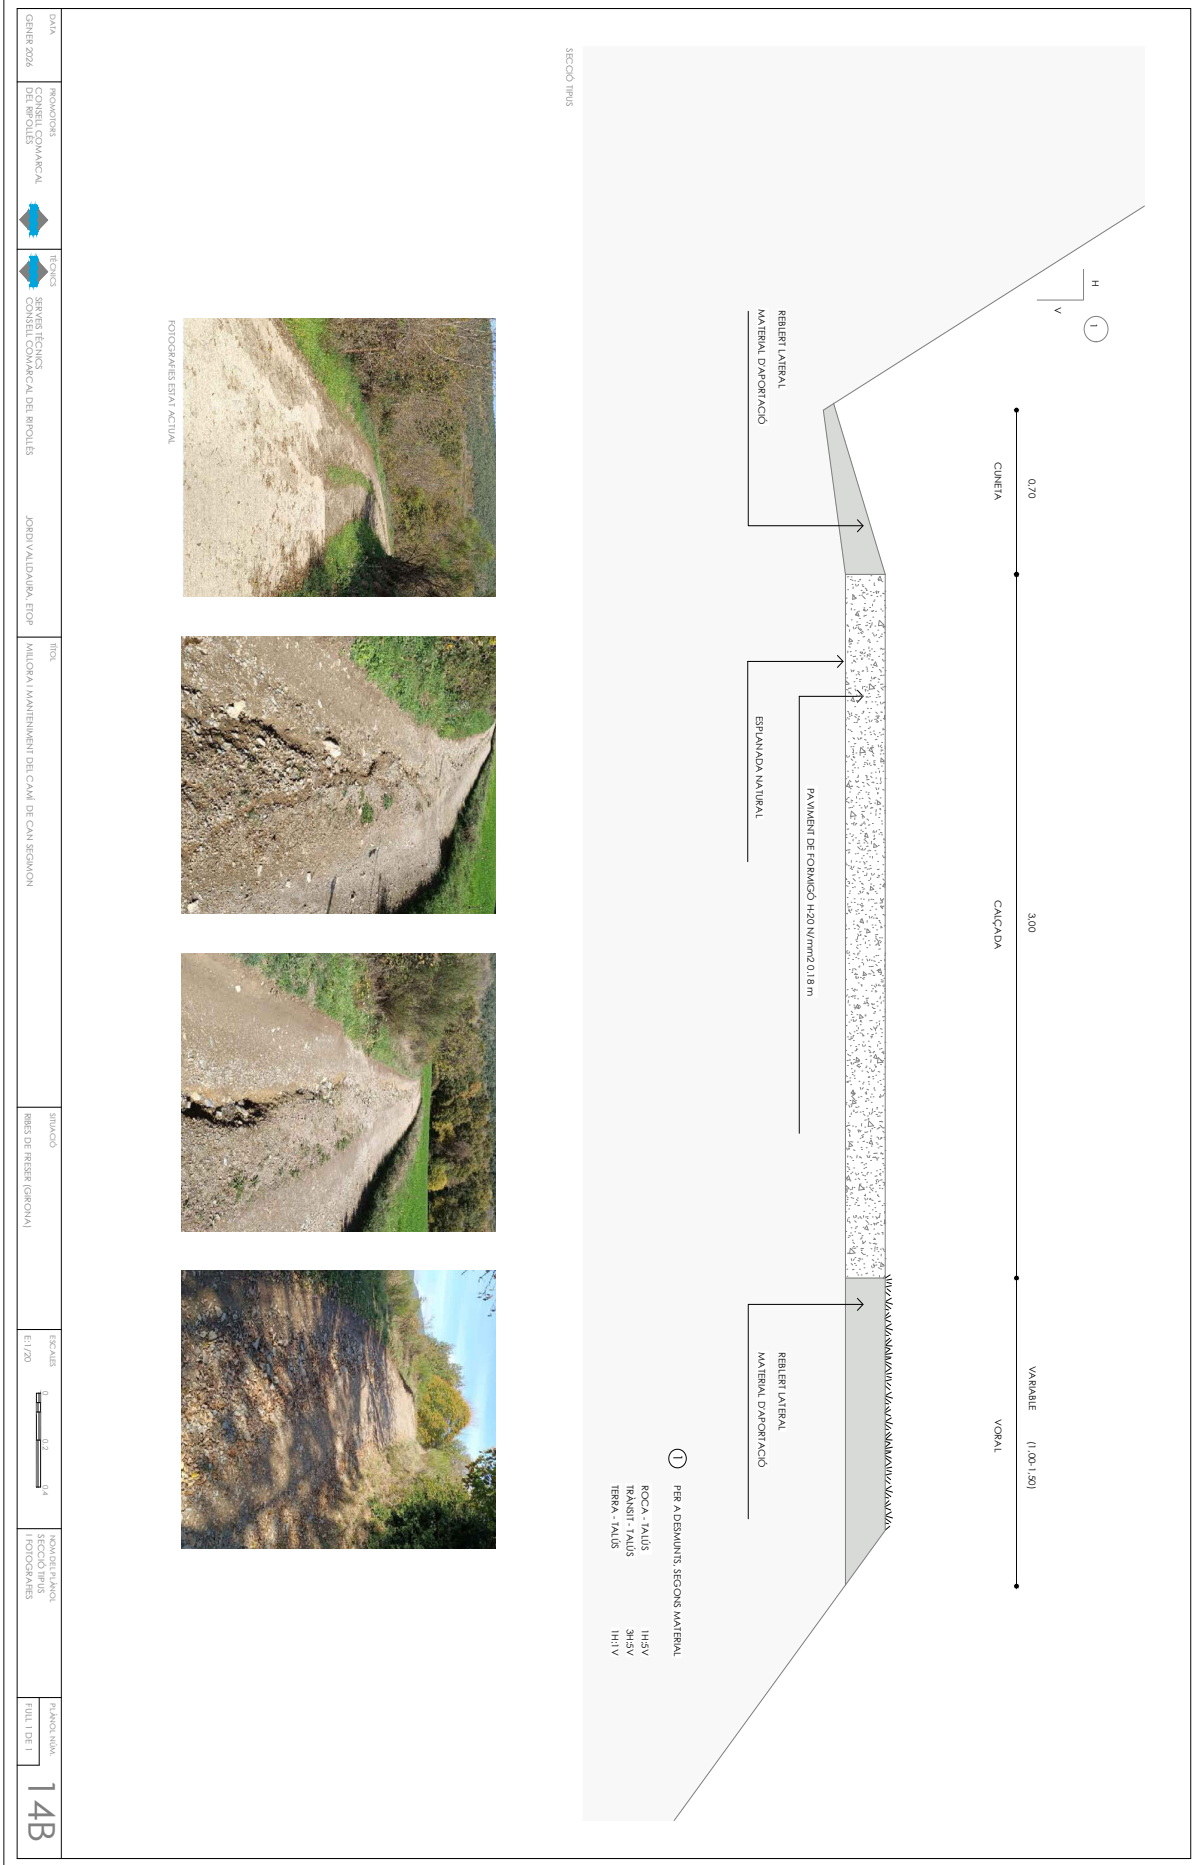 H
V
1
0,70
CUNETA
3,00
CALÇADA
VARIABLE (1,00-1,50)
VORAL
REBLERT LATERAL
MATERIAL D'APORTACIÓ
ESPLANADA NATURAL
PAVIMENT DE FORMIGÓ H-20 N/mm2 0.18 m
REBLERT LATERAL
MATERIAL D'APORTACIÓ
1 PER A DESMUNTS, SEGONS MATERIAL
ROCA - TALÚS 1H:5V
TRÀNSIT - TALÚS 3H:5V
TERRA - TALÚS 1H:1V
SECCIÓ TIPUS
FOTOGRAFIES ESTAT ACTUAL
DATA
GENER 2026
PROMOTORS
CONSELL COMARCAL
DEL RIPOLLÈS
TÈCNICS
SERVEIS TÈCNICS
CONSELL COMARCAL DEL RIPOLLÈS
JORDI VALLDAURA, ETOP
TÍTOL
MILLORA I MANTENIMENT DEL CAMÍ DE CAN SEGIMON
SITUACIÓ
RIBES DE FRESER (GIRONA)
ESCALES
E:1/20
0 0.2 0.4
NOM DEL PLÀNOL
SECCIÓ TIPUS
I FOTOGRAFIES
PLÀNOL NÚM.
FULL 1 DE 1
14B